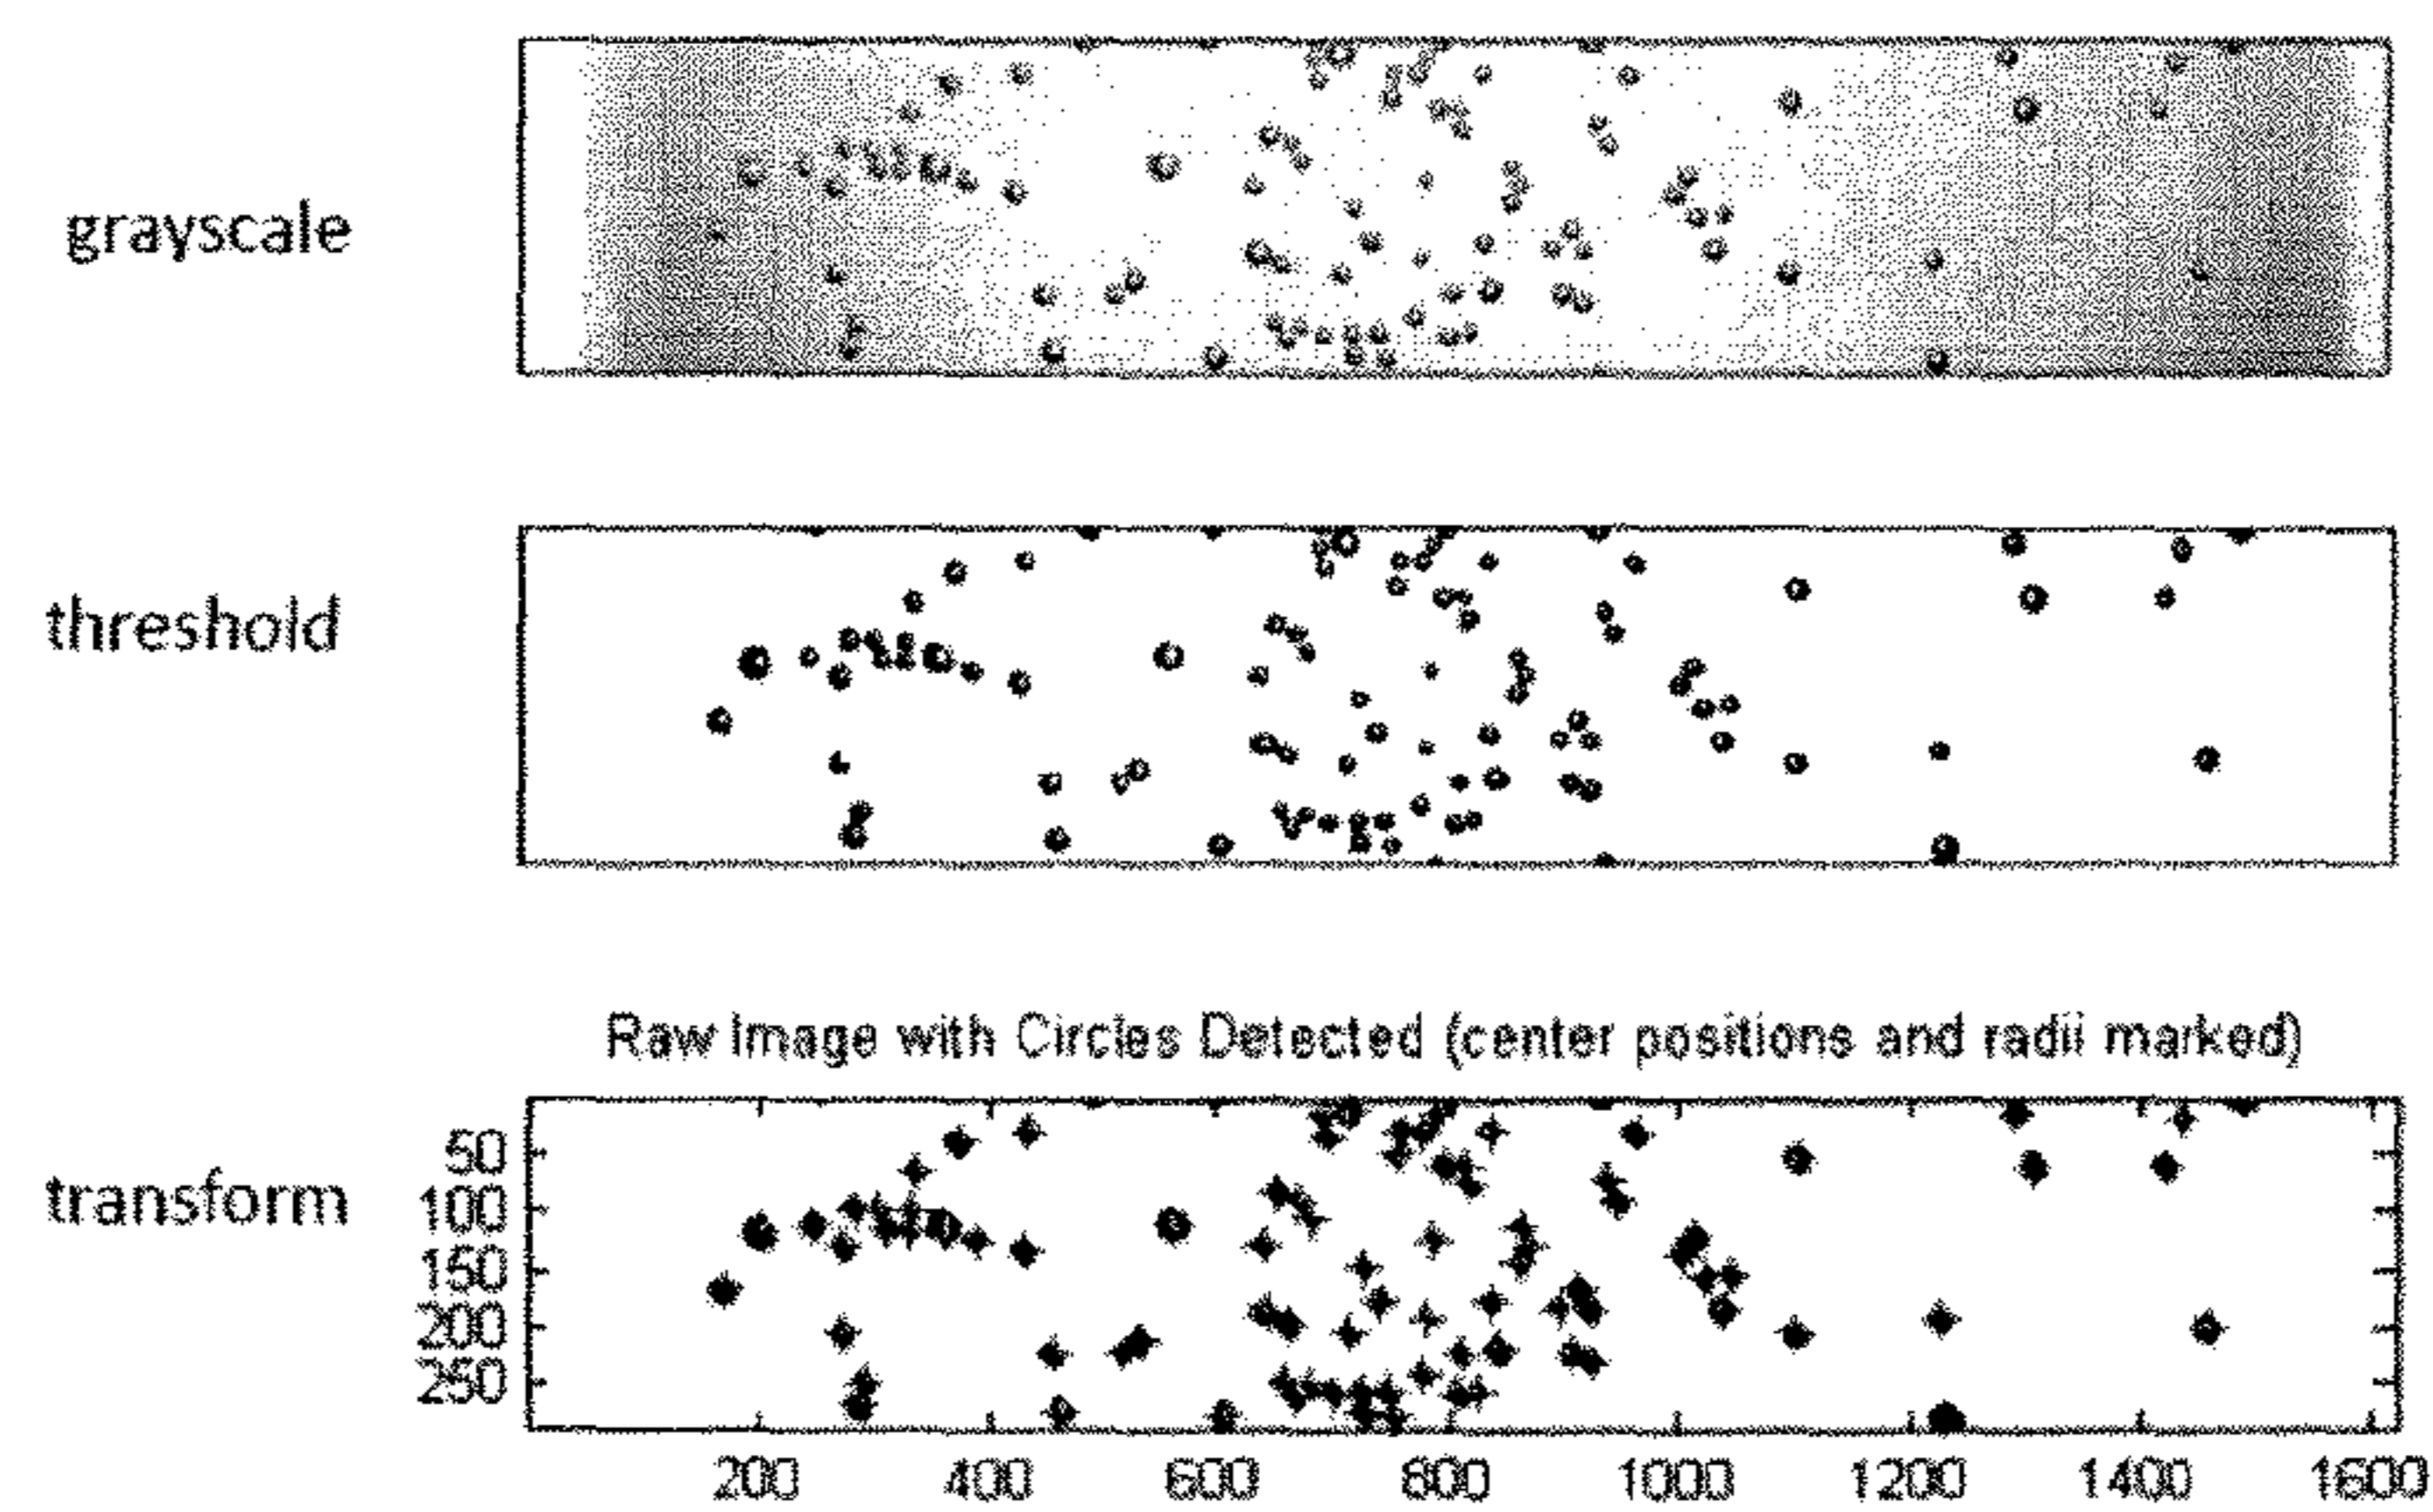 grayscale
threshold
Raw Image with Circles Detected (center positions and radii marked)
transform
50
100
150
200
250
200 400 600 800 1000 1200 1400 1600